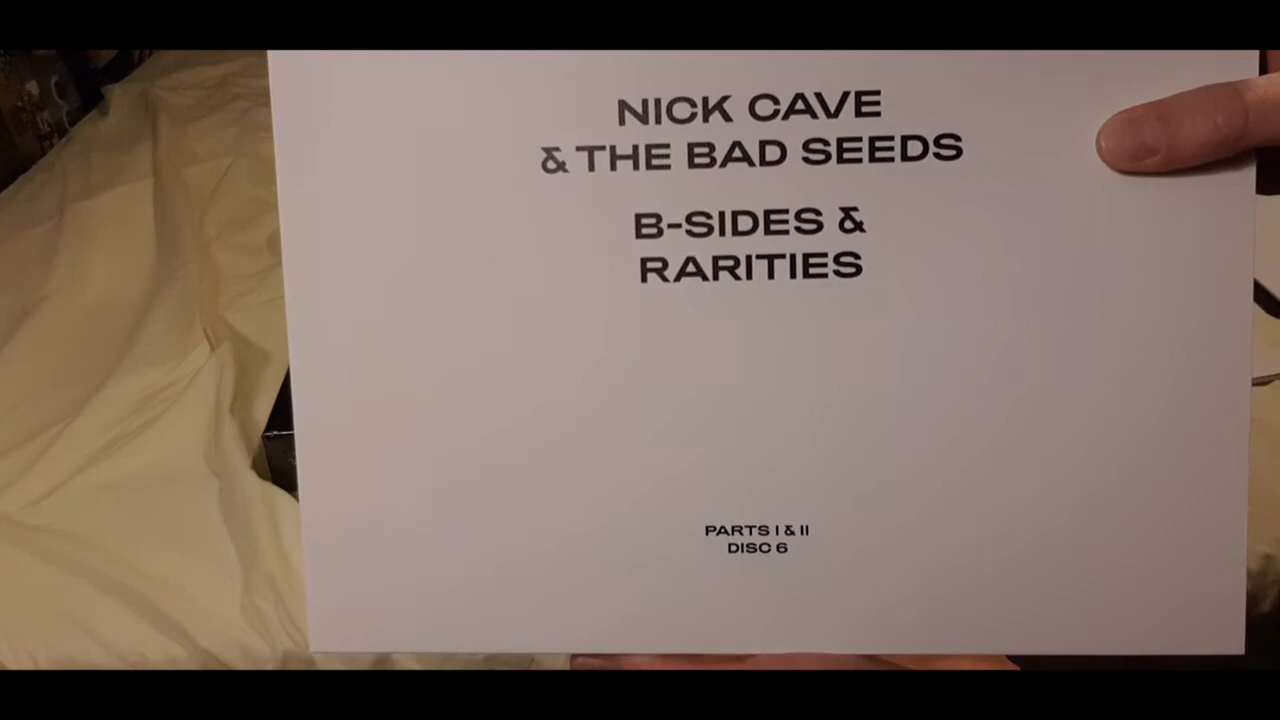 NICK CAVE
& THE BAD SEEDS
B-SIDES &
RARITIES
PARTS I & II
DISC 6